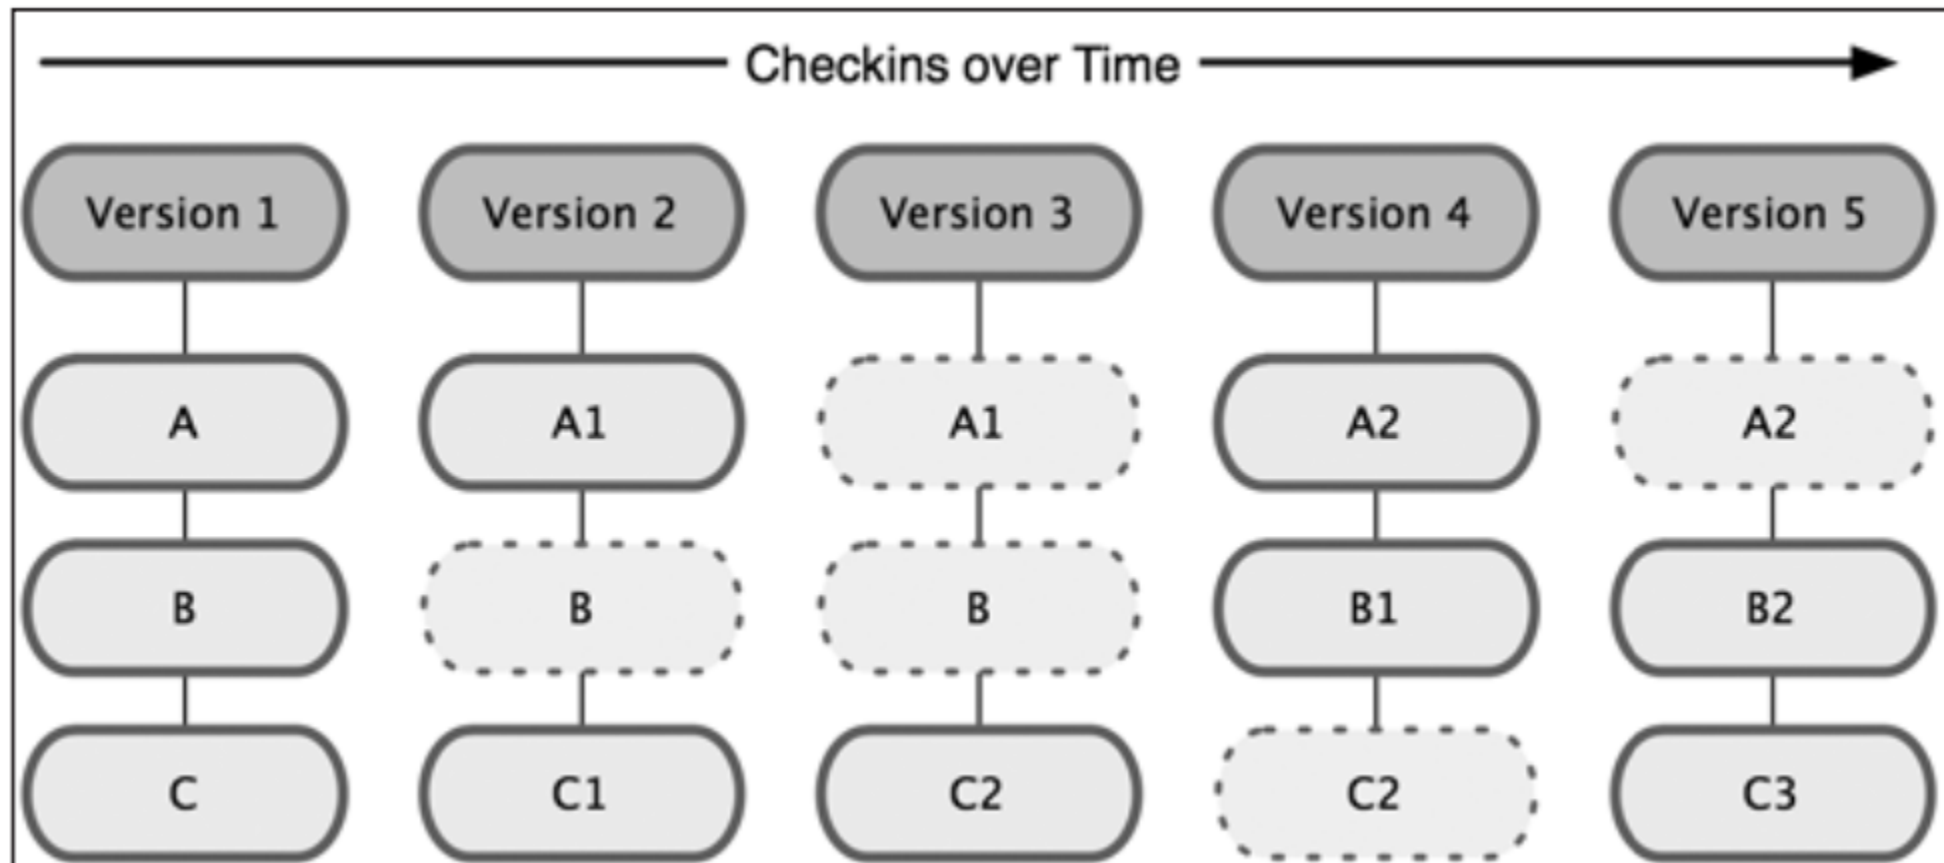 Checkins over Time
Version 1 Version 2 Version 3 Version 4 Version 5
A A1 A1 A2 A2
B B B B1 B2
C C1 C2 C2 C3